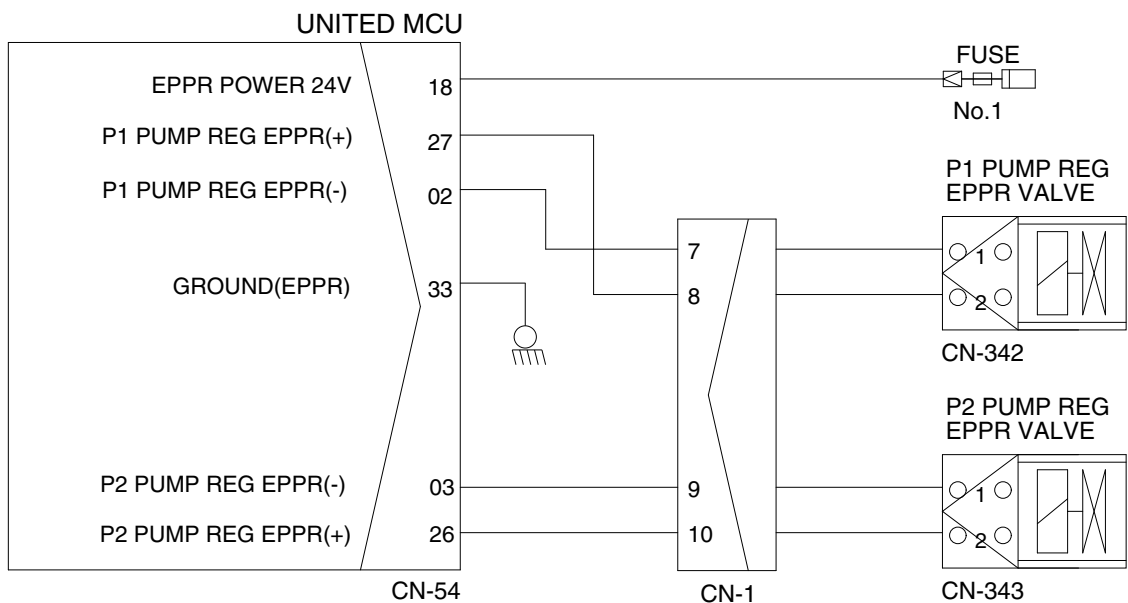 UNITED MCU
EPPR POWER 24V
18
P1 PUMP REG EPPR(+)
27
P1 PUMP REG EPPR(-)
02
GROUND(EPPR)
33
P2 PUMP REG EPPR(-)
03
P2 PUMP REG EPPR(+)
26
CN-54
7
8
9
10
CN-1
FUSE
No.1
P1 PUMP REG
EPPR VALVE
1
2
CN-342
P2 PUMP REG
EPPR VALVE
1
2
CN-343